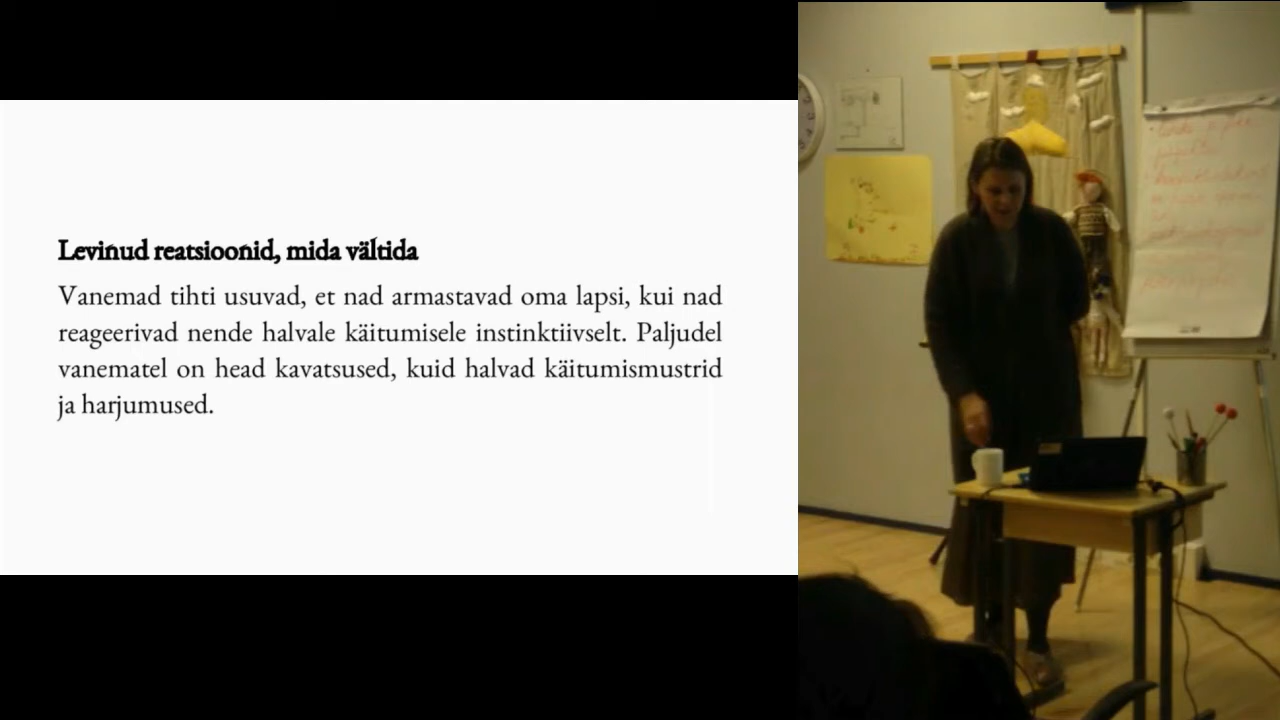 Levinud reatsioonid, mida vältida
Vanemad tihti usuvad, et nad armastavad oma lapsi, kui nad
reageerivad nende halvale käitumisele instinktiivselt. Paljudel
vanematel on head kavatsused, kuid halvad käitumismustrid
ja harjumused.